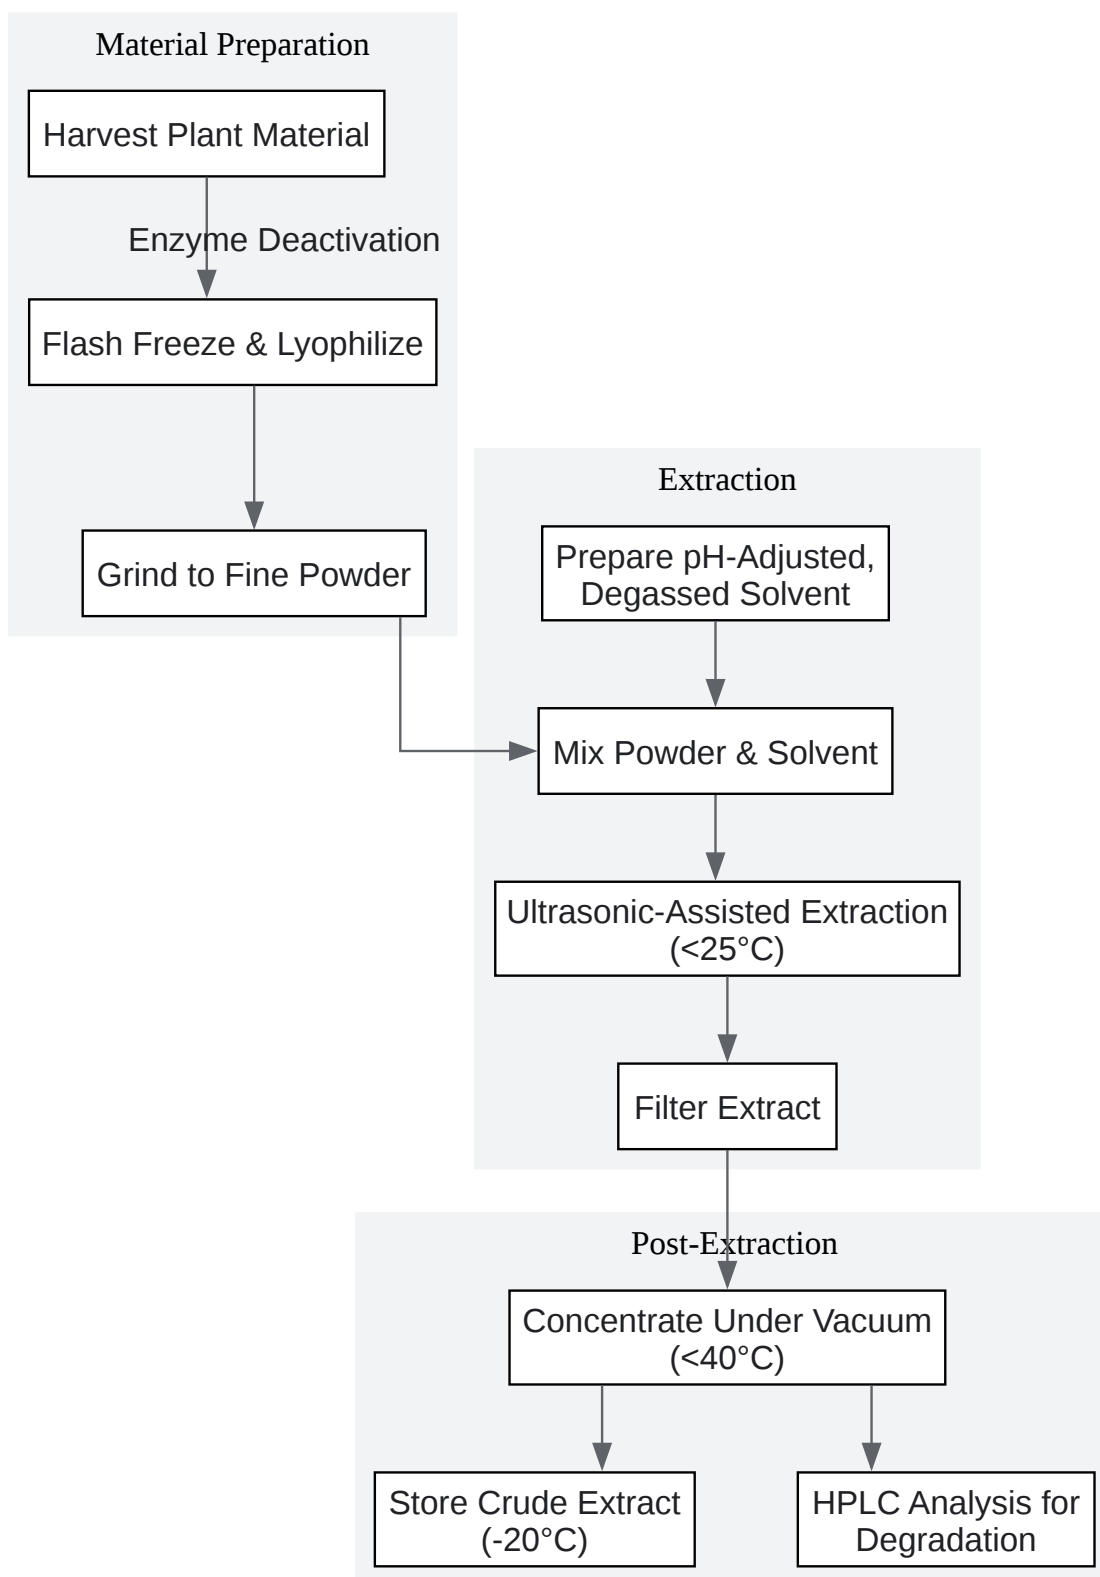 Material Preparation
Harvest Plant Material
Enzyme Deactivation
Flash Freeze & Lyophilize
Grind to Fine Powder
Extraction
Prepare pH-Adjusted,
Degassed Solvent
Mix Powder & Solvent
Ultrasonic-Assisted Extraction
(<25°C)
Filter Extract
Post-Extraction
Concentrate Under Vacuum
(<40°C)
Store Crude Extract
(-20°C)
HPLC Analysis for
Degradation